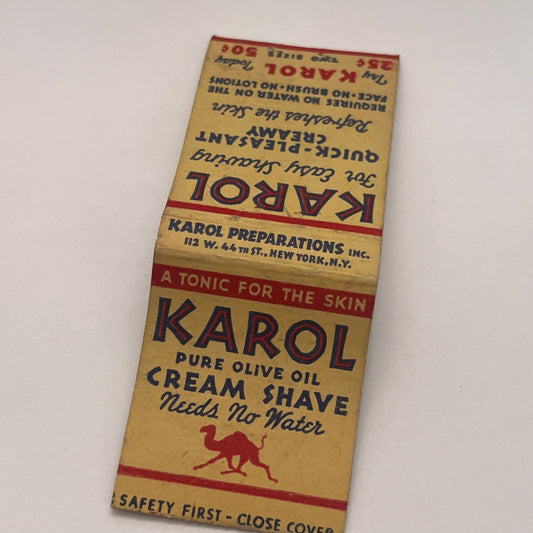 A TONIC FOR THE SKIN
KAROL
PURE OLIVE OIL
CREAM SHAVE
Needs No Water
SAFETY FIRST - CLOSE COVER
KAROL PREPARATIONS INC.
112 W. 44TH ST., NEW YORK, N.Y.
KAROL
For Easy Shaving
QUICK-PLEASANT
CREAMY
Refreshes the Skin
REQUIRES NO WATER ON THE
FACE-NO BRUSH-NO LOTIONS
Try KAROL Today
25¢ TWO SIZES 50¢